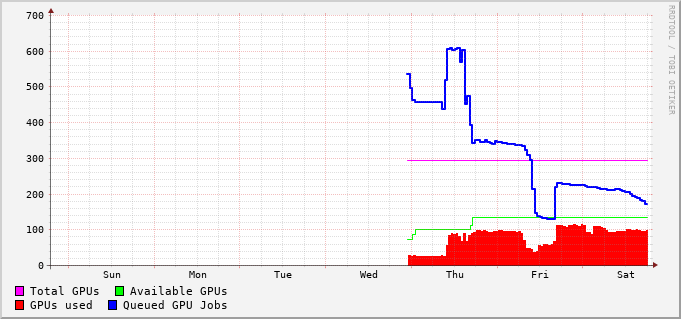 700
600
500
400
300
200
100
0
Sun Mon Tue Wed Thu Fri Sat
Total GPUs Available GPUs
GPUs used Queued GPU Jobs
RRDTOOL / TOBI OETIKER